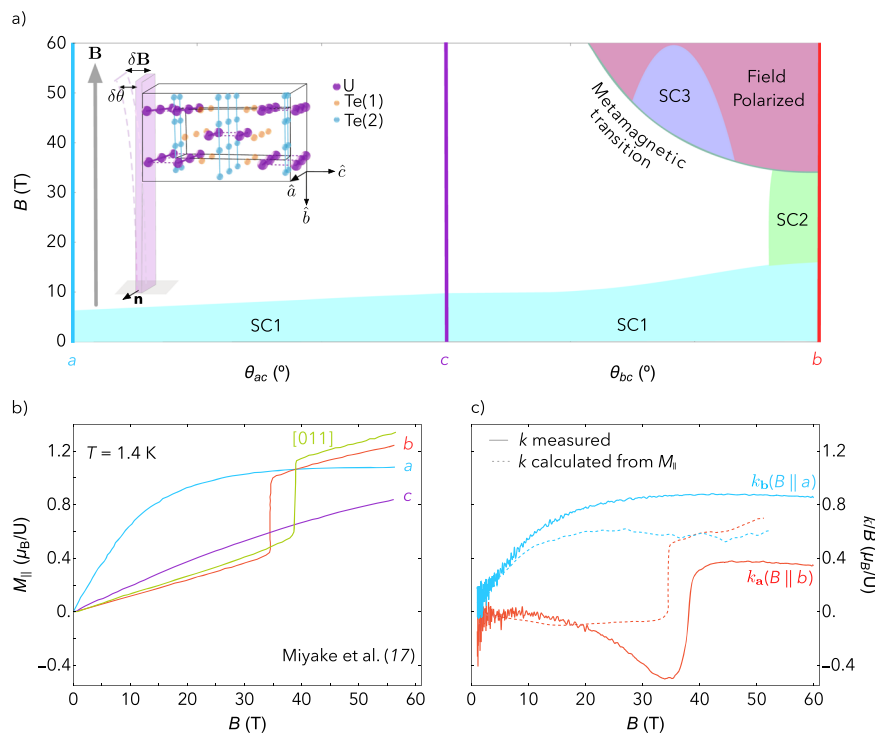 a)
60
50
40
30
20
10
0
B (T)
B
δB
δθ
n
U
Te(1)
Te(2)
ĉ
â
b̂
Metamagnetic
transition
SC3
Field
Polarized
SC2
SC1
SC1
a
θac (º)
c
θbc (º)
b
b)
1.2
0.8
0.4
0.
−0.4
M∥ (μB/U)
T = 1.4 K
[011]
b
a
c
Miyake et al. (17)
0 10 20 30 40 50 60
B (T)
c)
k measured
k calculated from M∥
kb(B ∥ a)
ka(B ∥ b)
1.2
0.8
0.4
0.
−0.4
k/B (μB/U)
0 10 20 30 40 50 60
B (T)